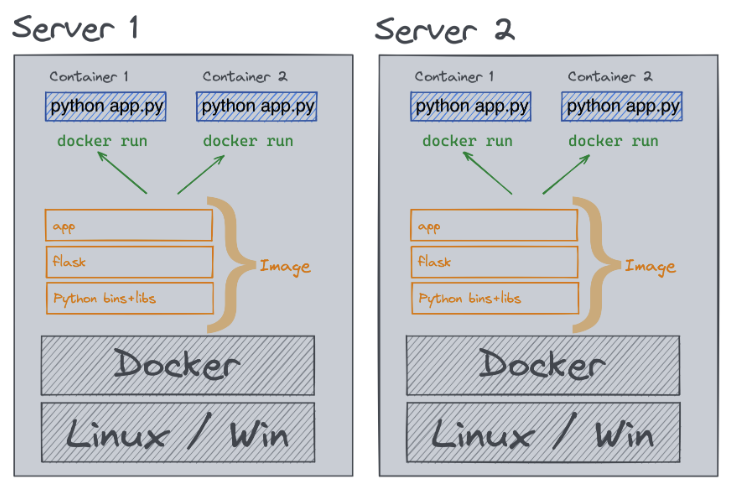 Server 1
Container 1
Container 2
python app.py
python app.py
docker run
docker run
app
flask
Python bins+libs
Image
Docker
Linux / Win
Server 2
Container 1
Container 2
python app.py
python app.py
docker run
docker run
app
flask
Python bins+libs
Image
Docker
Linux / Win